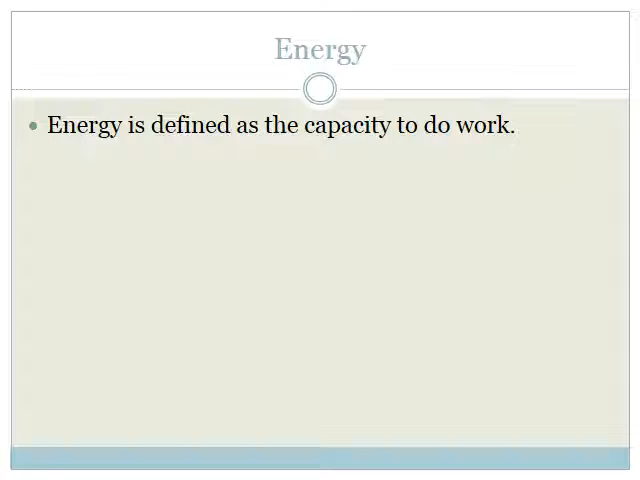 Energy
• Energy is defined as the capacity to do work.